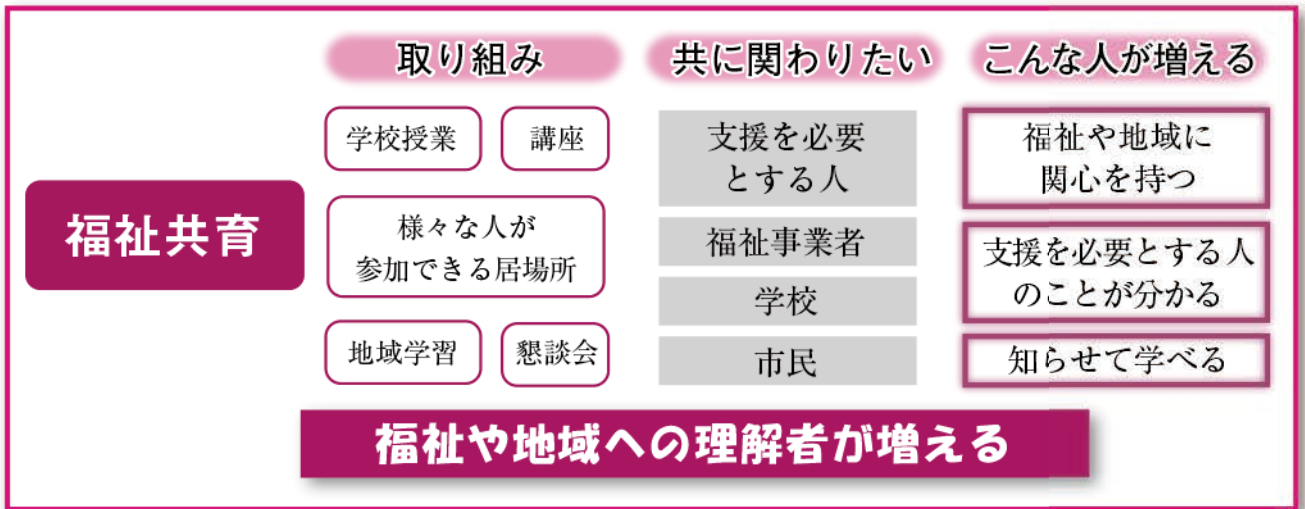 取り組み
共に関わりたい
こんな人が増える
福祉共育
学校授業
講座
様々な人が
参加できる居場所
地域学習
懇談会
支援を必要
とする人
福祉事業者
学校
市民
福祉や地域に
関心を持つ
支援を必要とする人
のことが分かる
知らせて学べる
福祉や地域への理解者が増える